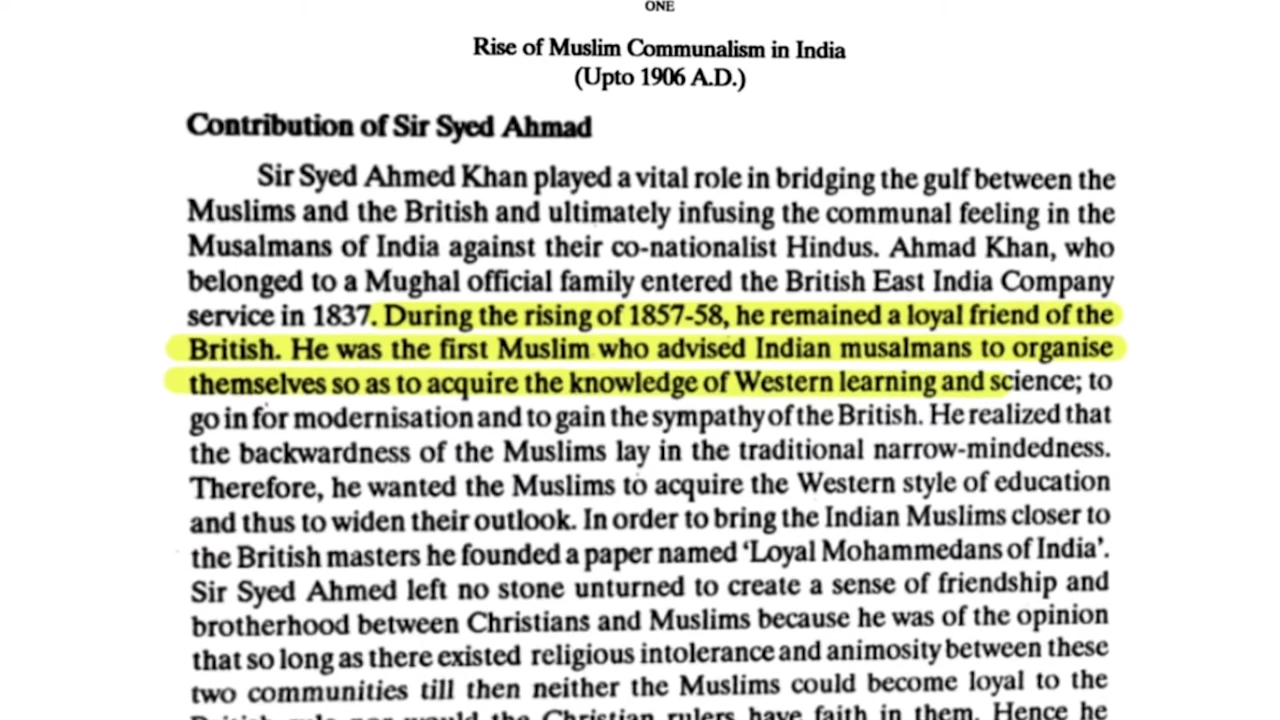 ONE
Rise of Muslim Communalism in India
(Upto 1906 A.D.)
Contribution of Sir Syed Ahmad
Sir Syed Ahmed Khan played a vital role in bridging the gulf between the
Muslims and the British and ultimately infusing the communal feeling in the
Musalmans of India against their co-nationalist Hindus. Ahmad Khan, who
belonged to a Mughal official family entered the British East India Company
service in 1837. During the rising of 1857-58, he remained a loyal friend of the
British. He was the first Muslim who advised Indian musalmans to organise
themselves so as to acquire the knowledge of Western learning and science; to
go in for modernisation and to gain the sympathy of the British. He realized that
the backwardness of the Muslims lay in the traditional narrow-mindedness.
Therefore, he wanted the Muslims to acquire the Western style of education
and thus to widen their outlook. In order to bring the Indian Muslims closer to
the British masters he founded a paper named ‘Loyal Mohammedans of India’.
Sir Syed Ahmed left no stone unturned to create a sense of friendship and
brotherhood between Christians and Muslims because he was of the opinion
that so long as there existed religious intolerance and animosity between these
two communities till then neither the Muslims could become loyal to the
British rule nor would the Christian rulers have faith in them. Hence he